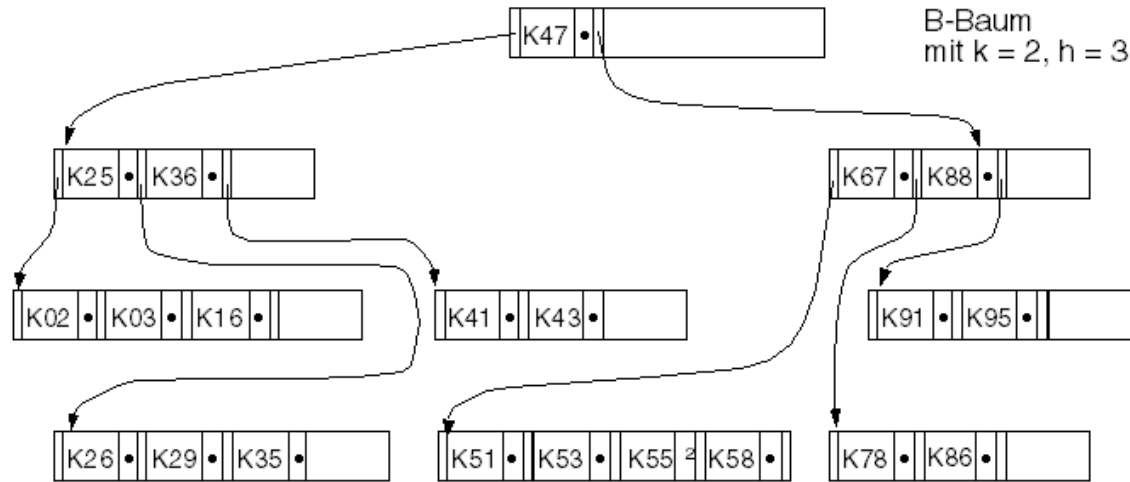 K47
B-Baum
mit k = 2, h = 3
K25 K36
K67 K88
K02 K03 K16
K41 K43
K91 K95
K26 K29 K35
K51 K53 K55 2 K58
K78 K86